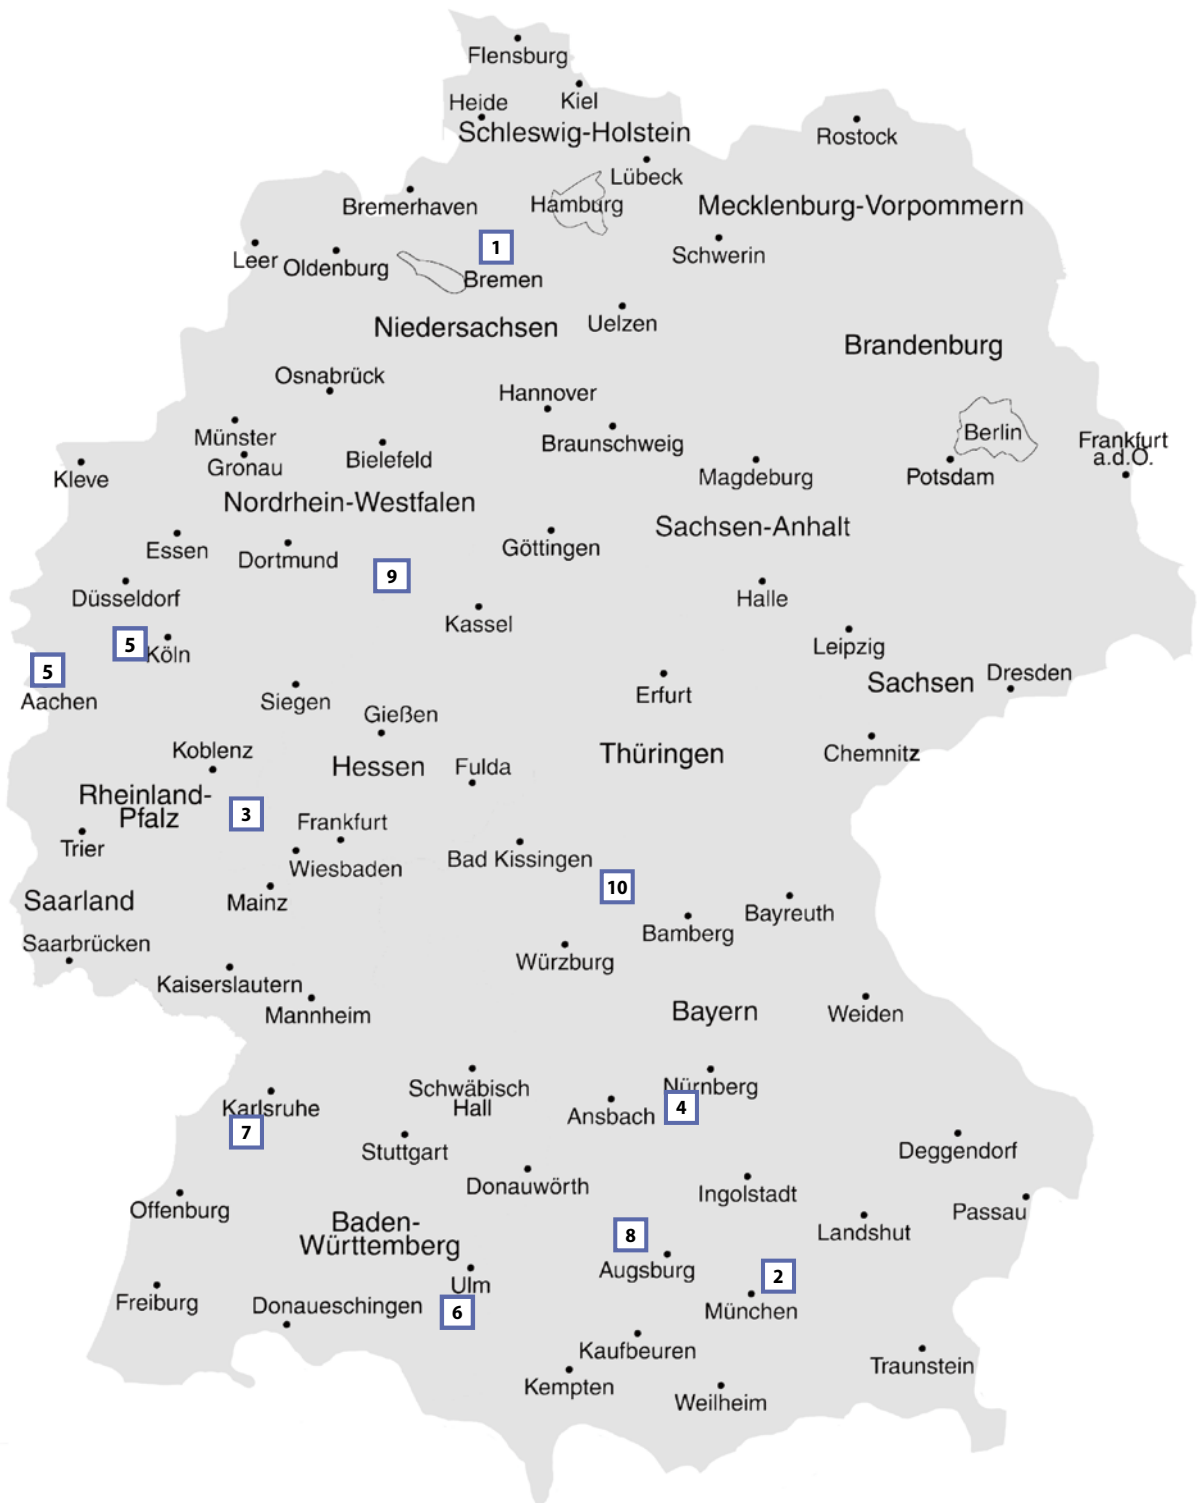 Flensburg
Heide
Kiel
Schleswig-Holstein
Rostock
Lübeck
Bremerhaven
Hamburg
Mecklenburg-Vorpommern
1
Schwerin
Leer
Oldenburg
Bremen
Niedersachsen
Uelzen
Brandenburg
Osnabrück
Hannover
Münster
Braunschweig
Berlin
Frankfurt
a.d.O.
Gronau
Bielefeld
Kleve
Magdeburg
Potsdam
Nordrhein-Westfalen
Sachsen-Anhalt
Essen
Dortmund
Göttingen
9
Düsseldorf
Halle
Kassel
5
Köln
Leipzig
5
Aachen
Siegen
Erfurt
Sachsen
Dresden
Gießen
Koblenz
Hessen
Fulda
Thüringen
Chemnitz
Rheinland-
Pfalz
3
Frankfurt
Trier
Wiesbaden
Bad Kissingen
10
Saarland
Mainz
Bayreuth
Saarbrücken
Bamberg
Würzburg
Kaiserslautern
Mannheim
Bayern
Weiden
Schwäbisch
Hall
Nürnberg
Karlsruhe
Ansbach
4
7
Stuttgart
Deggendorf
Donauwörth
Ingolstadt
Offenburg
Passau
Baden-
Württemberg
8
Landshut
Augsburg
2
Ulm
Freiburg
Donaueschingen
6
München
Kaufbeuren
Traunstein
Kempten
Weilheim